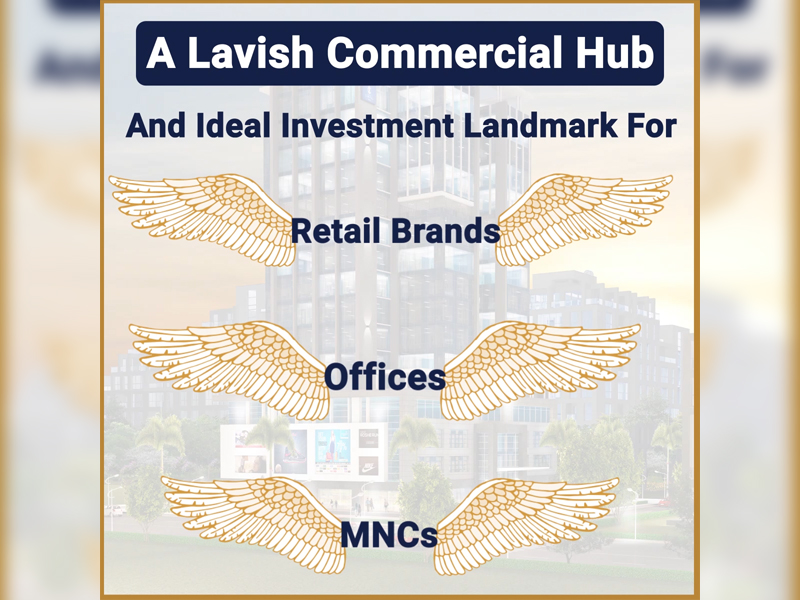 A Lavish Commercial Hub
And Ideal Investment Landmark For
Retail Brands
Offices
MNCs